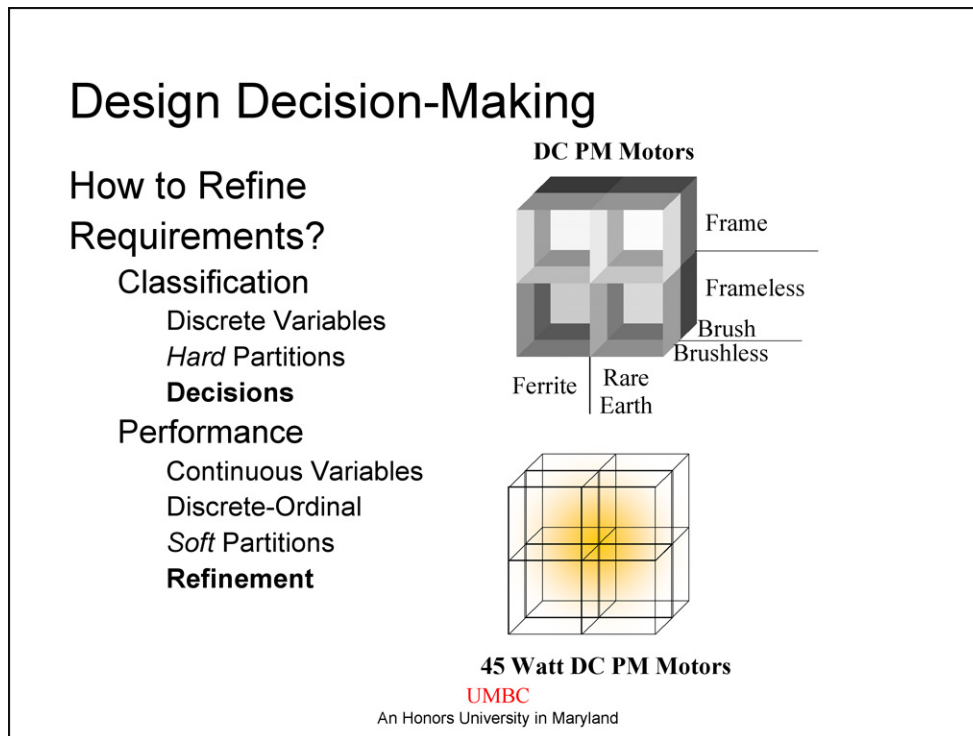 Design Decision-Making
How to Refine
Requirements?
Classification
Discrete Variables
Hard Partitions
Decisions
Performance
Continuous Variables
Discrete-Ordinal
Soft Partitions
Refinement
DC PM Motors
Frame
Frameless
Brush
Brushless
Ferrite
Rare
Earth
45 Watt DC PM Motors
UMBC
An Honors University in Maryland